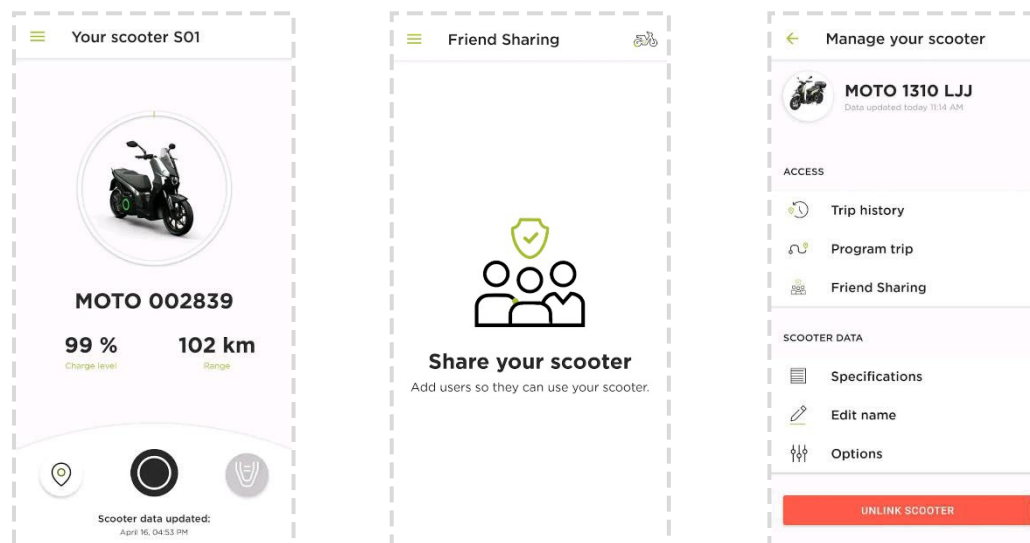 Your scooter S01
MOTO 002839
99 %
102 km
Charge level
Range
Scooter data updated:
April 16, 04:53 PM
Friend Sharing
Share your scooter
Add users so they can use your scooter.
Manage your scooter
MOTO 1310 LJJ
Data updated today 11:14 AM
ACCESS
Trip history
Program trip
Friend Sharing
SCOOTER DATA
Specifications
Edit name
Options
UNLINK SCOOTER